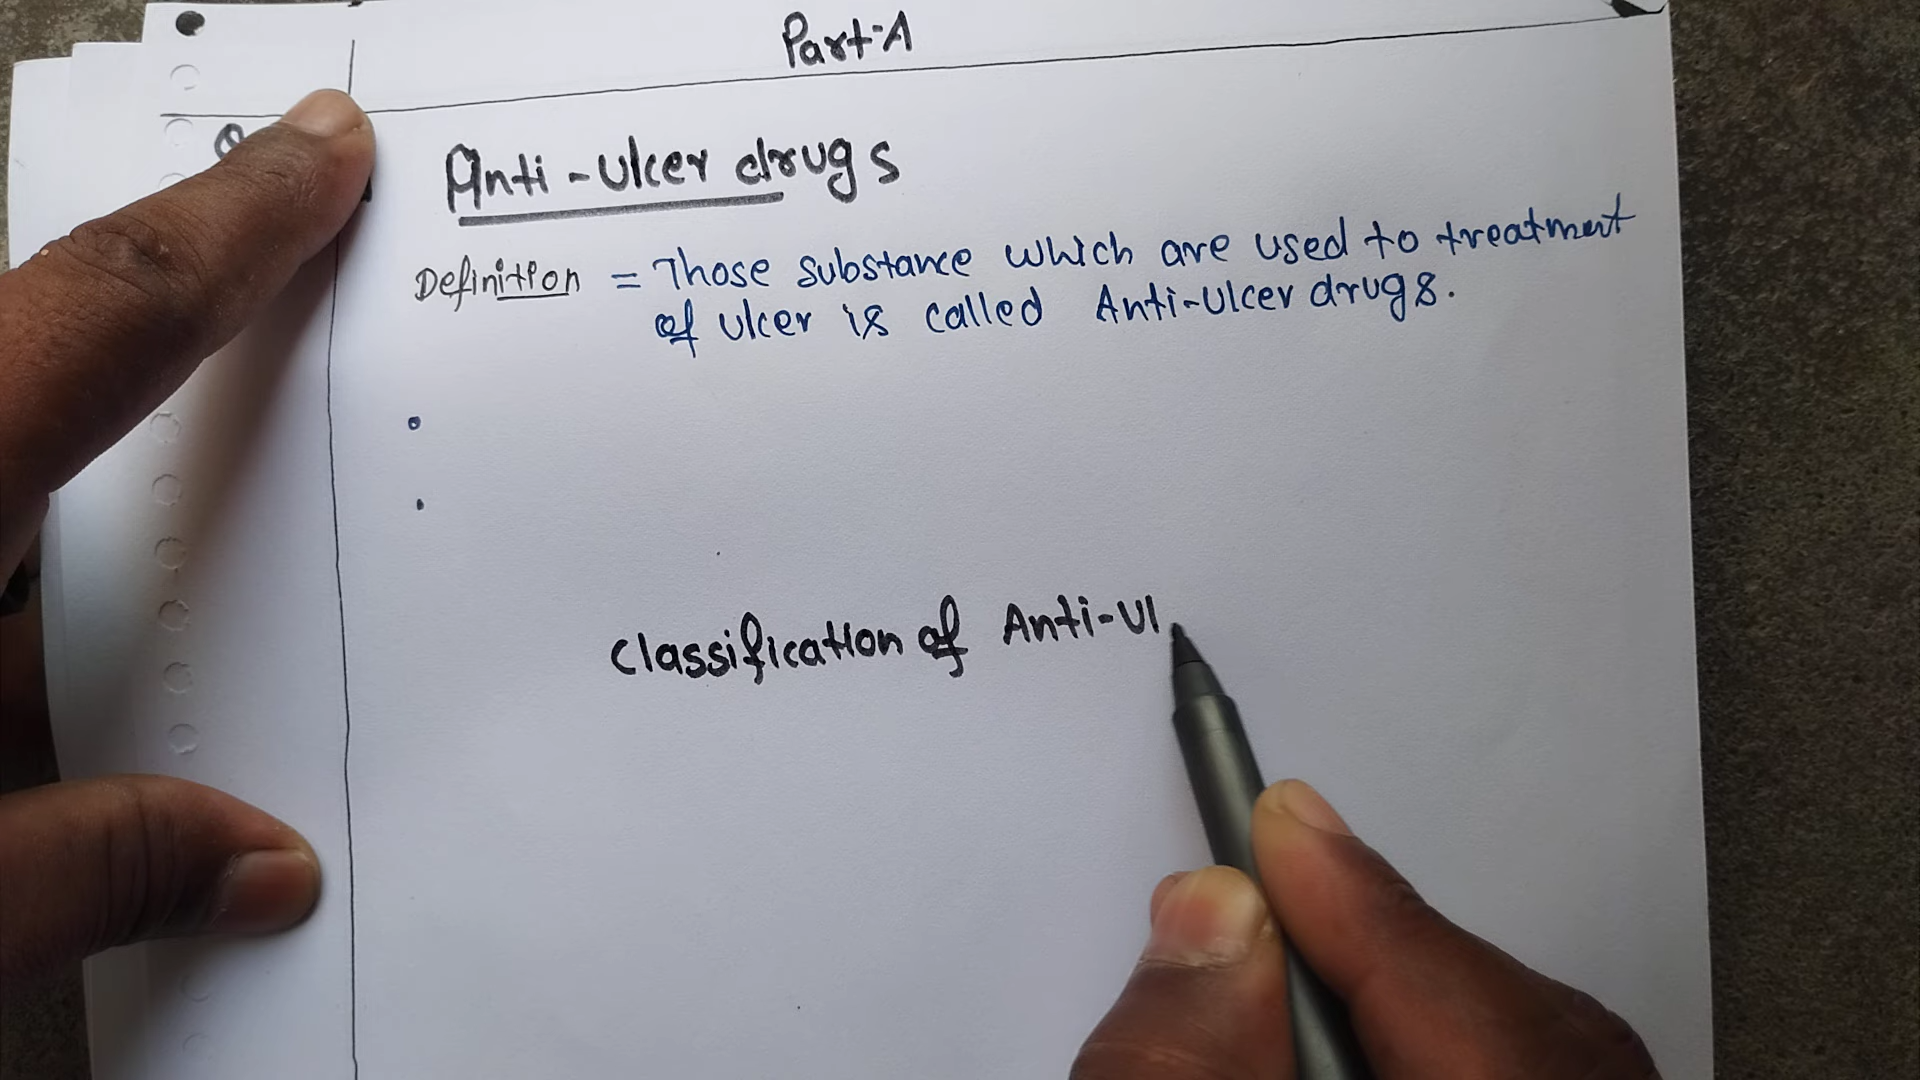 Part-A
Anti-Ulcer drugs
Definition = Those substance which are used to treatment
of ulcer is called Anti-Ulcer drugs.
Classification of Anti-Ul